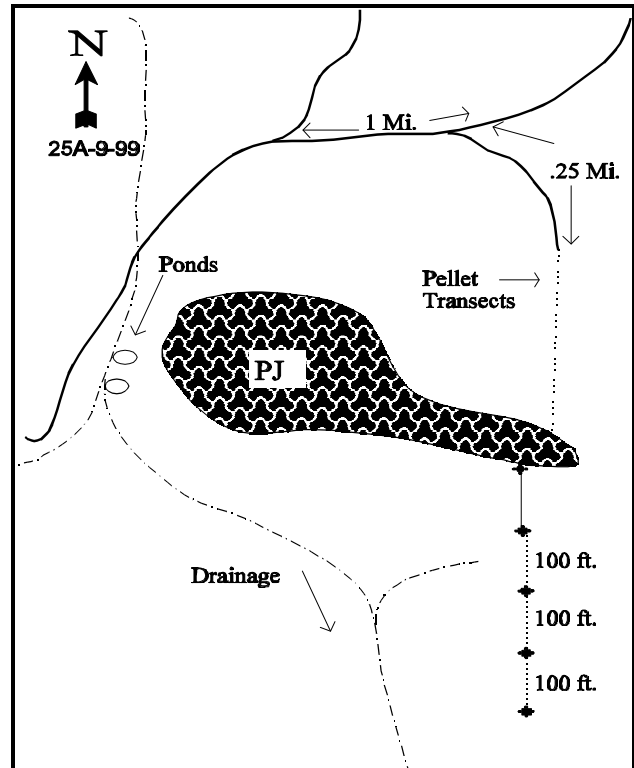 N
25A-9-99
1 Mi.
.25 Mi.
Ponds
Pellet
Transects
PJ
Drainage
100 ft.
100 ft.
100 ft.